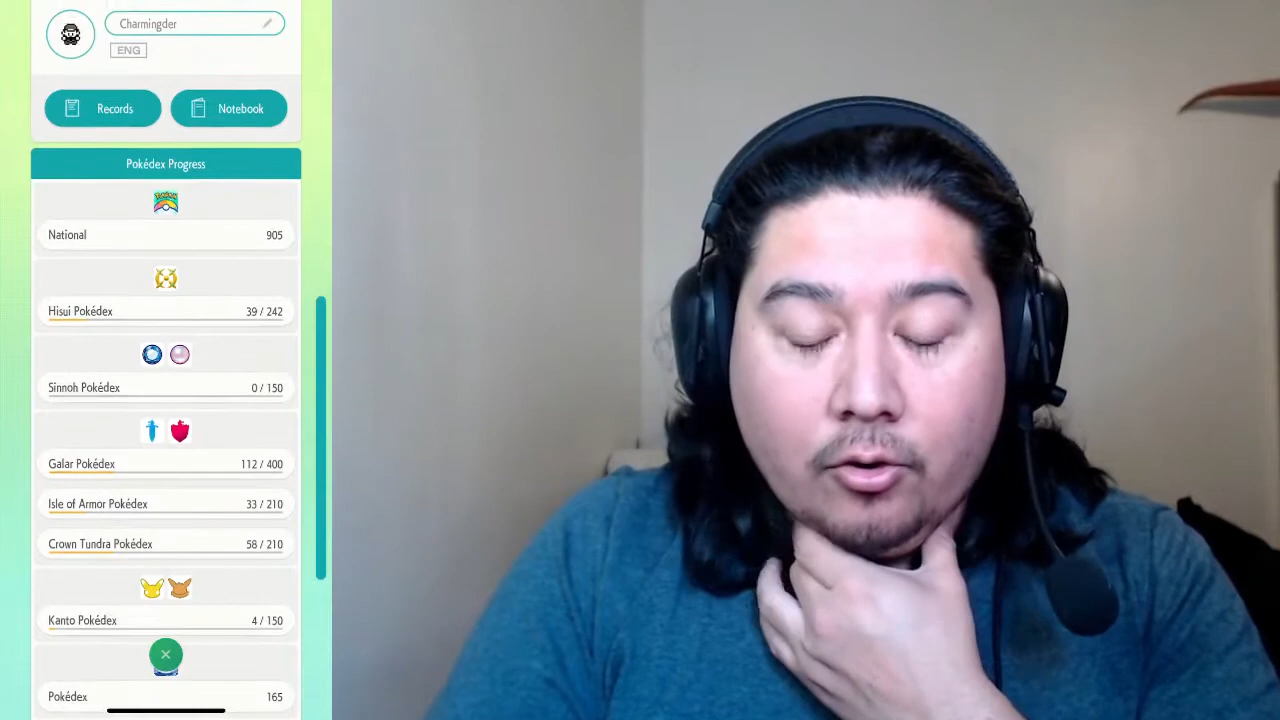 Charmingder
ENG
Records
Notebook
Pokédex Progress
National 905
Hisui Pokédex 39 / 242
Sinnoh Pokédex 0 / 150
Galar Pokédex 112 / 400
Isle of Armor Pokédex 33 / 210
Crown Tundra Pokédex 58 / 210
Kanto Pokédex 4 / 150
Pokédex 165